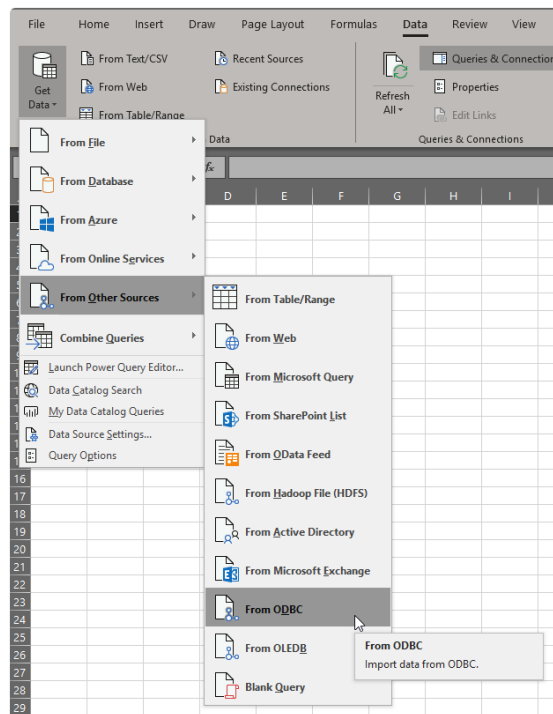 File Home Insert Draw Page Layout Formulas Data Review View
Get Data
From Text/CSV
From Web
From Table/Range
Recent Sources
Existing Connections
Refresh All
Queries & Connection
Properties
Edit Links
Data
Queries & Connections
fx
D E F G H I
From File
From Database
From Azure
From Online Services
From Other Sources
Combine Queries
Launch Power Query Editor...
Data Catalog Search
My Data Catalog Queries
Data Source Settings...
Query Options
From Table/Range
From Web
From Microsoft Query
From SharePoint List
From OData Feed
From Hadoop File (HDFS)
From Active Directory
From Microsoft Exchange
From ODBC
From OLEDB
Blank Query
From ODBC
Import data from ODBC.
16
17
18
19
20
21
22
23
24
25
26
27
28
29